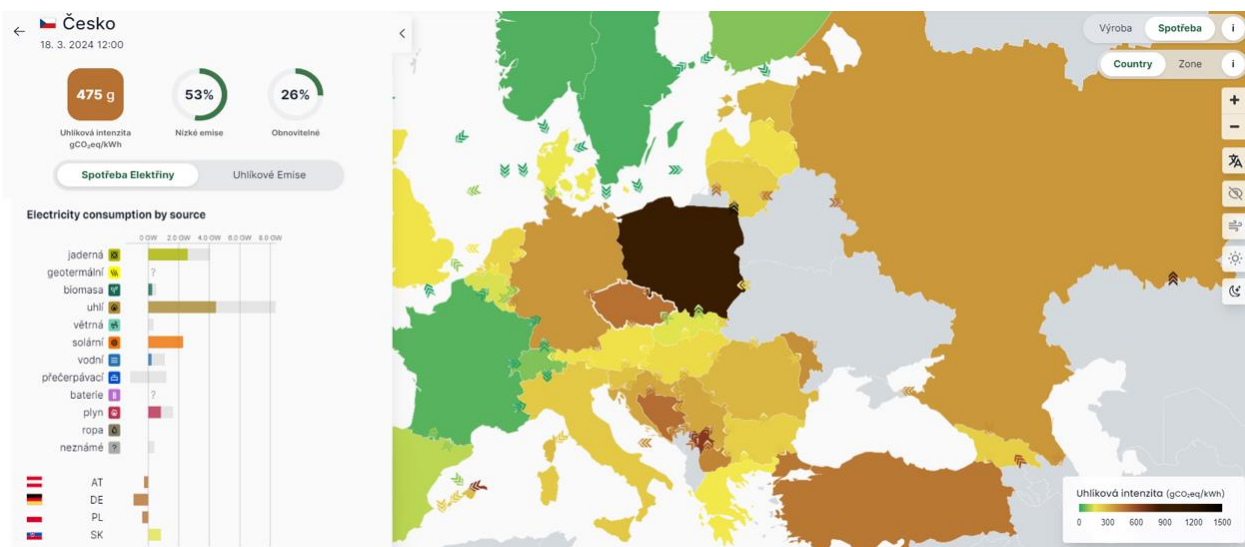 Česko
18. 3. 2024 12:00
475 g
53%
26%
Uhlíková intenzita
gCO₂eq/kWh
Nízké emise
Obnovitelné
Spotřeba Elektřiny
Uhlíkové Emise
Electricity consumption by source
0 GW 2.0 GW 4.0 GW 6.0 GW 8.0 GW
jaderná
geotermální ?
biomasa
uhlí
větrná
solární
vodní
přečerpávací
baterie ?
plyn
ropa
neznámé ?
AT
DE
PL
SK
Výroba Spotřeba i
Country Zone i
+
−
文A
Uhlíková intenzita (gCO₂eq/kWh)
0 300 600 900 1200 1500